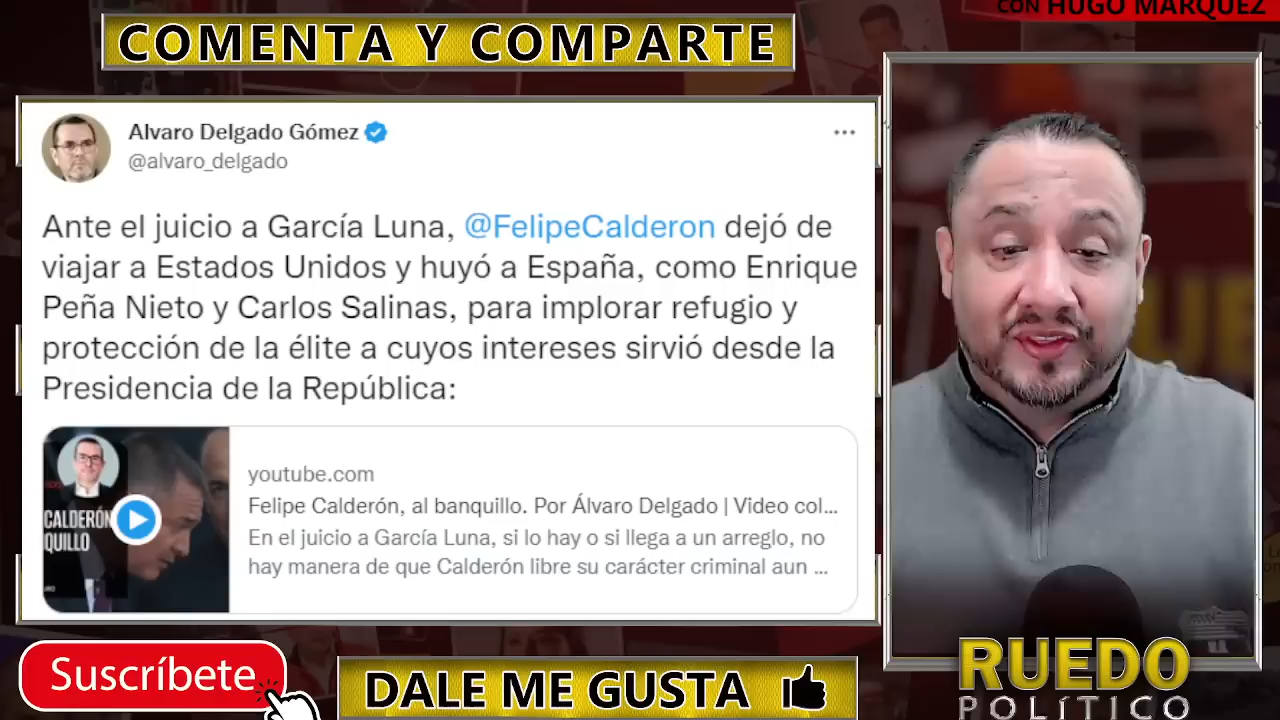 CON HUGO MÁRQUEZ
COMENTA Y COMPARTE
Alvaro Delgado Gómez
@alvaro_delgado
Ante el juicio a García Luna, @FelipeCalderon dejó de
viajar a Estados Unidos y huyó a España, como Enrique
Peña Nieto y Carlos Salinas, para implorar refugio y
protección de la élite a cuyos intereses sirvió desde la
Presidencia de la República:
CALDERÓN
QUILLO
youtube.com
Felipe Calderón, al banquillo. Por Álvaro Delgado | Video col...
En el juicio a García Luna, si lo hay o si llega a un arreglo, no
hay manera de que Calderón libre su carácter criminal aun ...
Suscríbete
DALE ME GUSTA
RUEDO
POLÍTICO